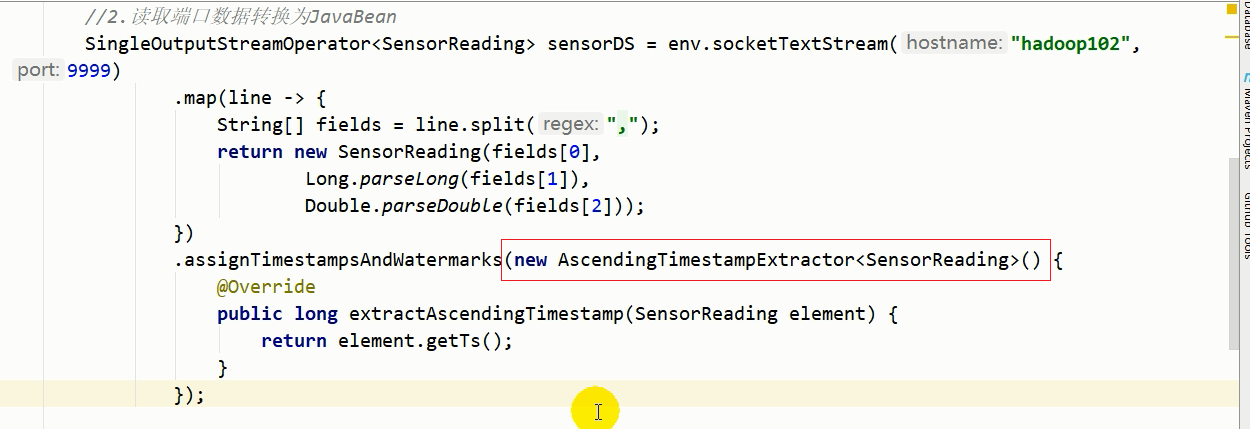 //2.读取端口数据转换为JavaBean
SingleOutputStreamOperator<SensorReading> sensorDS = env.socketTextStream( hostname: "hadoop102",
port: 9999)
.map(line -> {
String[] fields = line.split( regex: ",");
return new SensorReading(fields[0],
Long.parseLong(fields[1]),
Double.parseDouble(fields[2]));
})
.assignTimestampsAndWatermarks(new AscendingTimestampExtractor<SensorReading>() {
@Override
public long extractAscendingTimestamp(SensorReading element) {
return element.getTs();
}
});
Database
Maven Projects